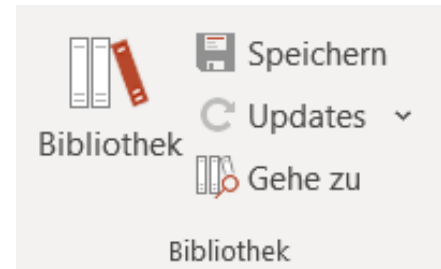 Bibliothek
Speichern
Updates
Gehe zu
Bibliothek